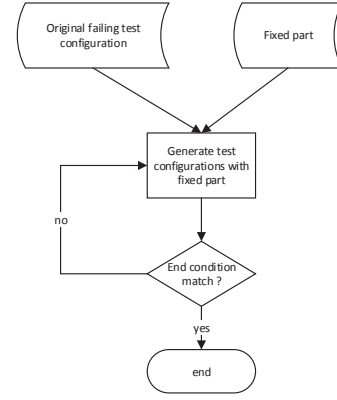 Original failing test
configuration
Fixed part
Generate test
configurations with
fixed part
no
End condition
match ?
yes
end